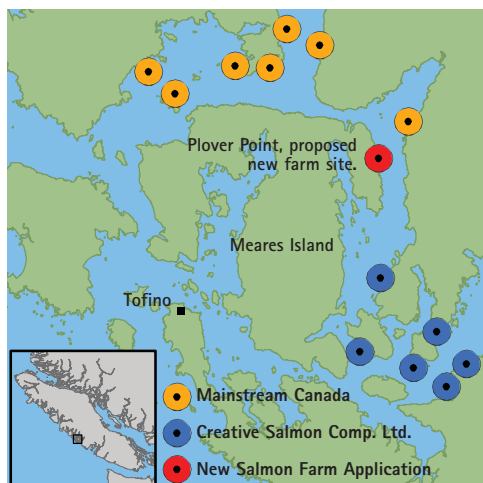 Plover Point, proposed
new farm site.
Meares Island
Tofino
Mainstream Canada
Creative Salmon Comp. Ltd.
New Salmon Farm Application